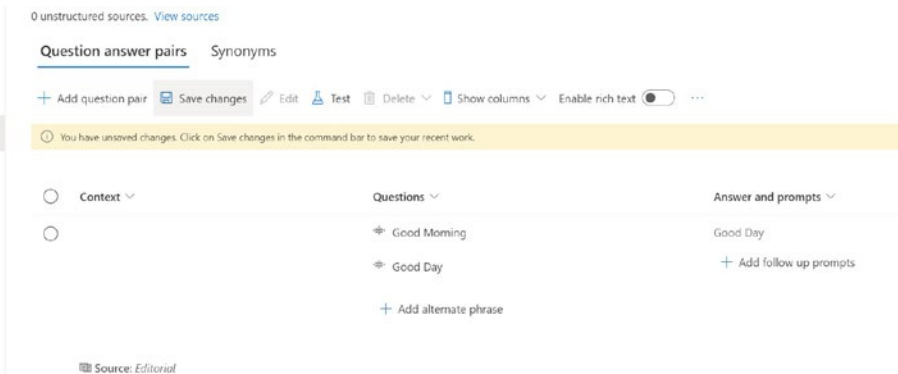 0 unstructured sources. View sources
Question answer pairs Synonyms
Add question pair Save changes Edit Test Delete Show columns Enable rich text ...
You have unsaved changes. Click on Save changes in the command bar to save your recent work.
Context Questions Answer and prompts
Good Morning Good Day
Good Day Add follow up prompts
Add alternate phrase
Source: Editorial